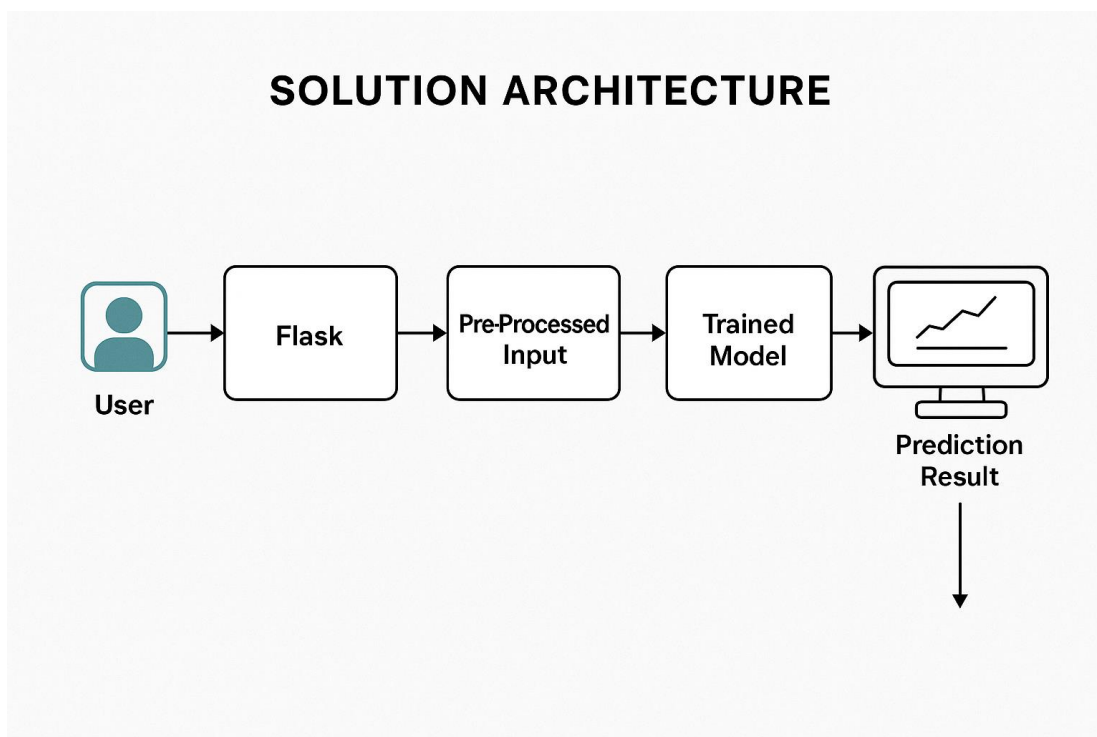 SOLUTION ARCHITECTURE
User
Flask
Pre-Processed
Input
Trained
Model
Prediction
Result